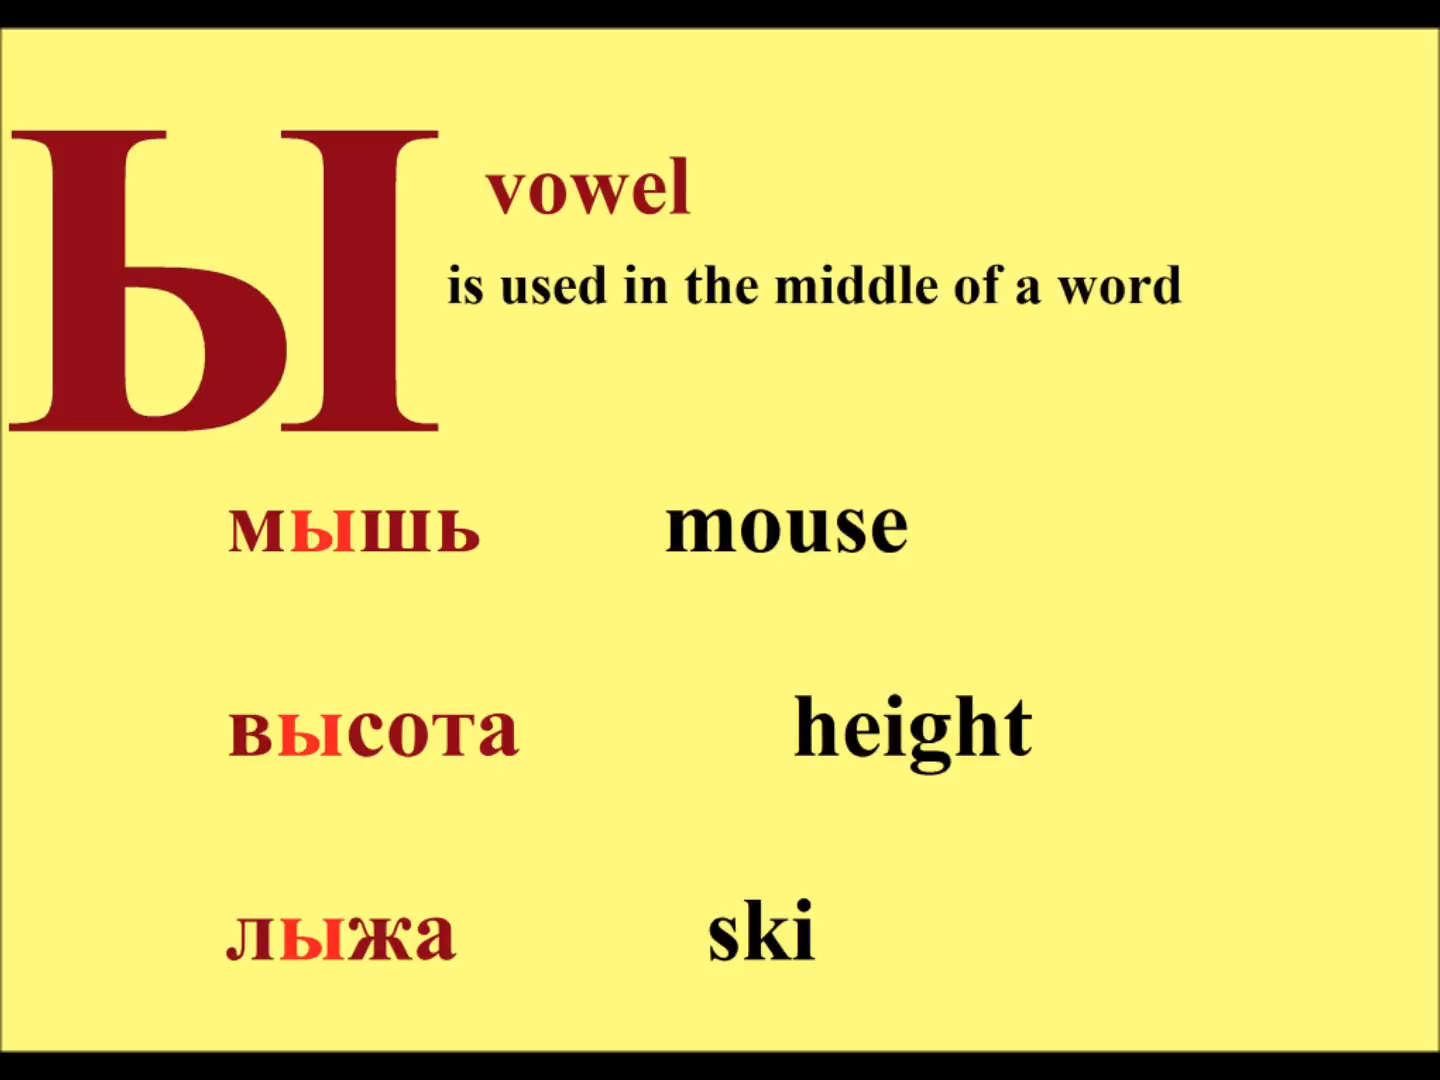 Ы
vowel
is used in the middle of a word
мышь mouse
высота height
лыжа ski